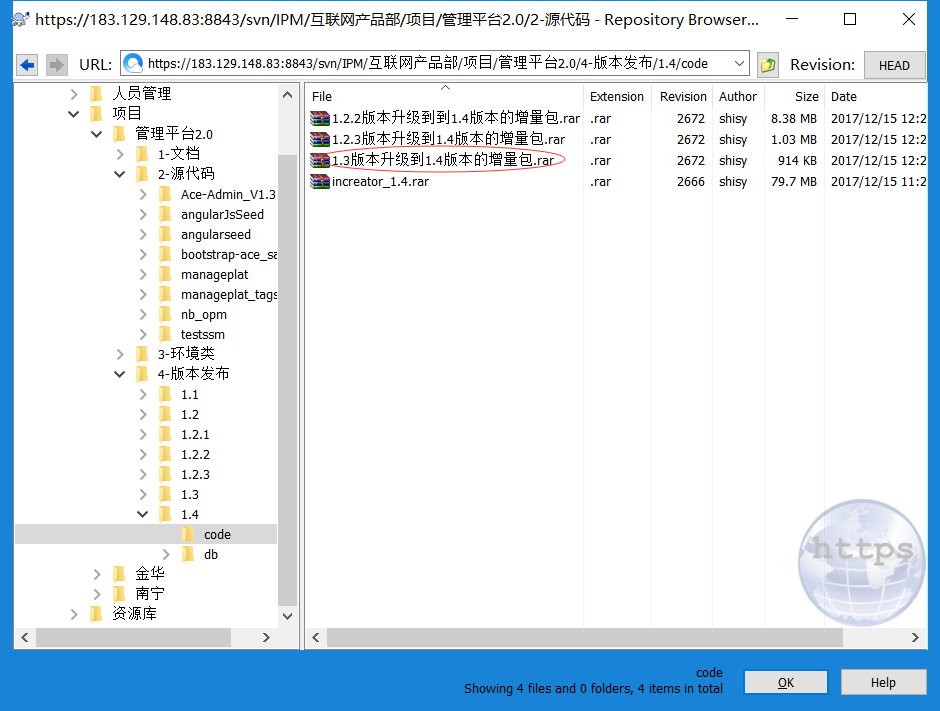 https://183.129.148.83:8843/svn/IPM/互联网产品部/项目/管理平台2.0/2-源代码 - Repository Browser...
URL: https://183.129.148.83:8843/svn/IPM/互联网产品部/项目/管理平台2.0/4-版本发布/1.4/code Revision: HEAD
人员管理
项目
管理平台2.0
1-文档
2-源代码
Ace-Admin_V1.3
angularJsSeed
angularseed
bootstrap-ace_sa
manageplat
manageplat_tags
nb_opm
testssm
3-环境类
4-版本发布
1.1
1.2
1.2.1
1.2.2
1.2.3
1.3
1.4
code
db
金华
南宁
资源库
File Extension Revision Author Size Date
1.2.2版本升级到到1.4版本的增量包.rar .rar 2672 shisy 8.38 MB 2017/12/15 12:2
1.2.3版本升级到到1.4版本的增量包.rar .rar 2672 shisy 1.03 MB 2017/12/15 12:2
1.3版本升级到1.4版本的增量包.rar .rar 2672 shisy 914 KB 2017/12/15 12:2
increator_1.4.rar .rar 2666 shisy 79.7 MB 2017/12/15 11:2
https
code
Showing 4 files and 0 folders, 4 items in total
OK Help